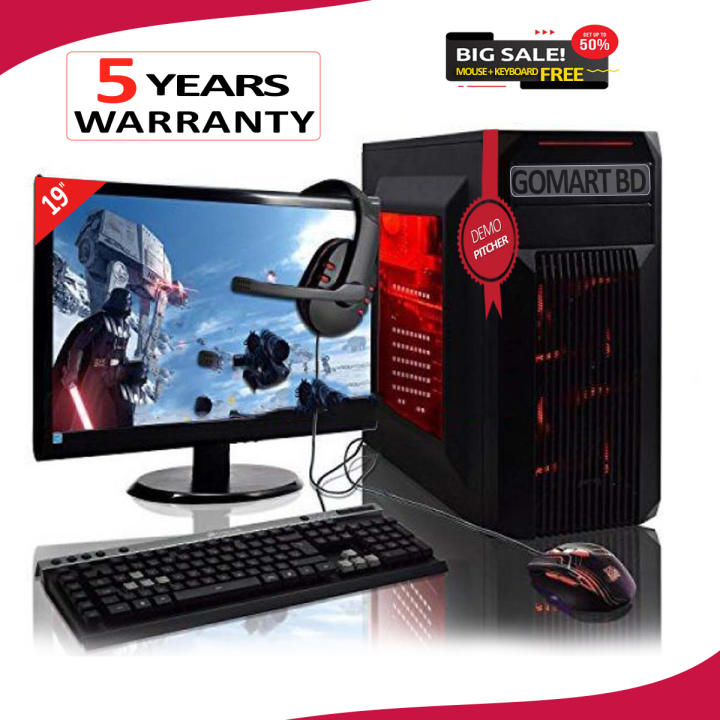 5 YEARS
WARRANTY
GET UP TO
50%
BIG SALE!
MOUSE + KEYBOARD FREE
19"
GOMART BD
DEMO
PITCHER